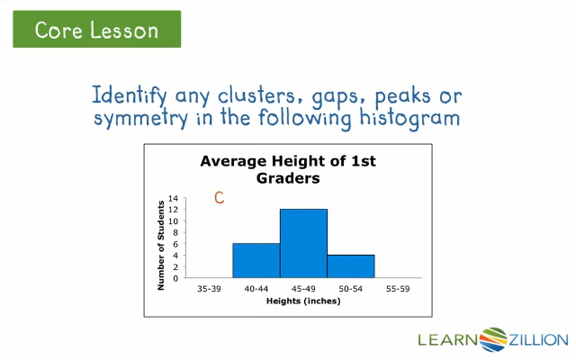 Core Lesson
Identify any clusters, gaps, peaks or
symmetry in the following histogram
Average Height of 1st
Graders
C
Number of Students
14
12
10
8
6
4
2
0
35-39 40-44 45-49 50-54 55-59
Heights (inches)
LEARN ZILLION